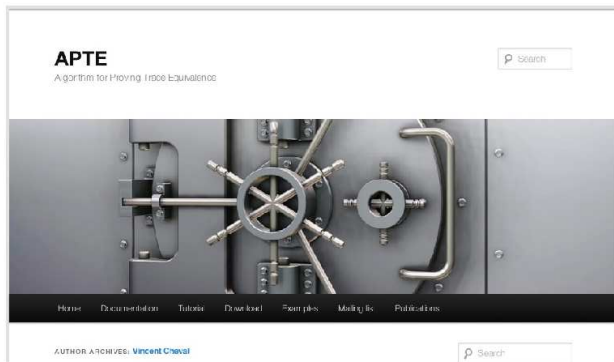 APTE
Search
Algorithm for Proving Trace Equivalence
Home Documentation Tutorial Download Examples Mailing lis Publications
AUTHOR ARCHIVES: Vincent Cheval
Search